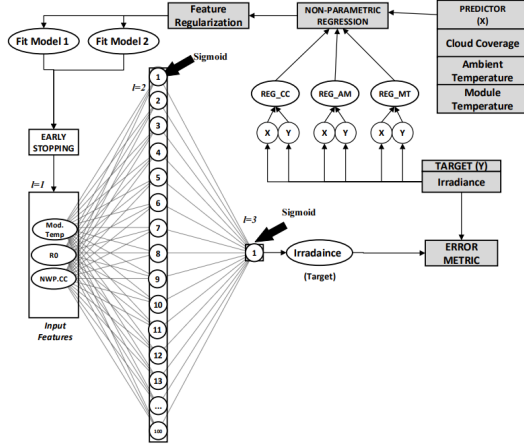 Feature
Regularization
NON-PARAMETRIC
REGRESSION
PREDICTOR
(X)
Cloud Coverage
Ambient
Temperature
Module
Temperature
Fit Model 1
Fit Model 2
Sigmoid
l=2
REG_CC
REG_AM
REG_MT
X
Y
X
Y
X
Y
EARLY
STOPPING
TARGET (Y)
Irradiance
l=1
Mod.
Temp
R0
NWP.CC
Input
Features
1
2
3
4
5
6
7
8
9
10
11
12
13
...
100
l=3
Sigmoid
1
Irradaince
(Target)
ERROR
METRIC